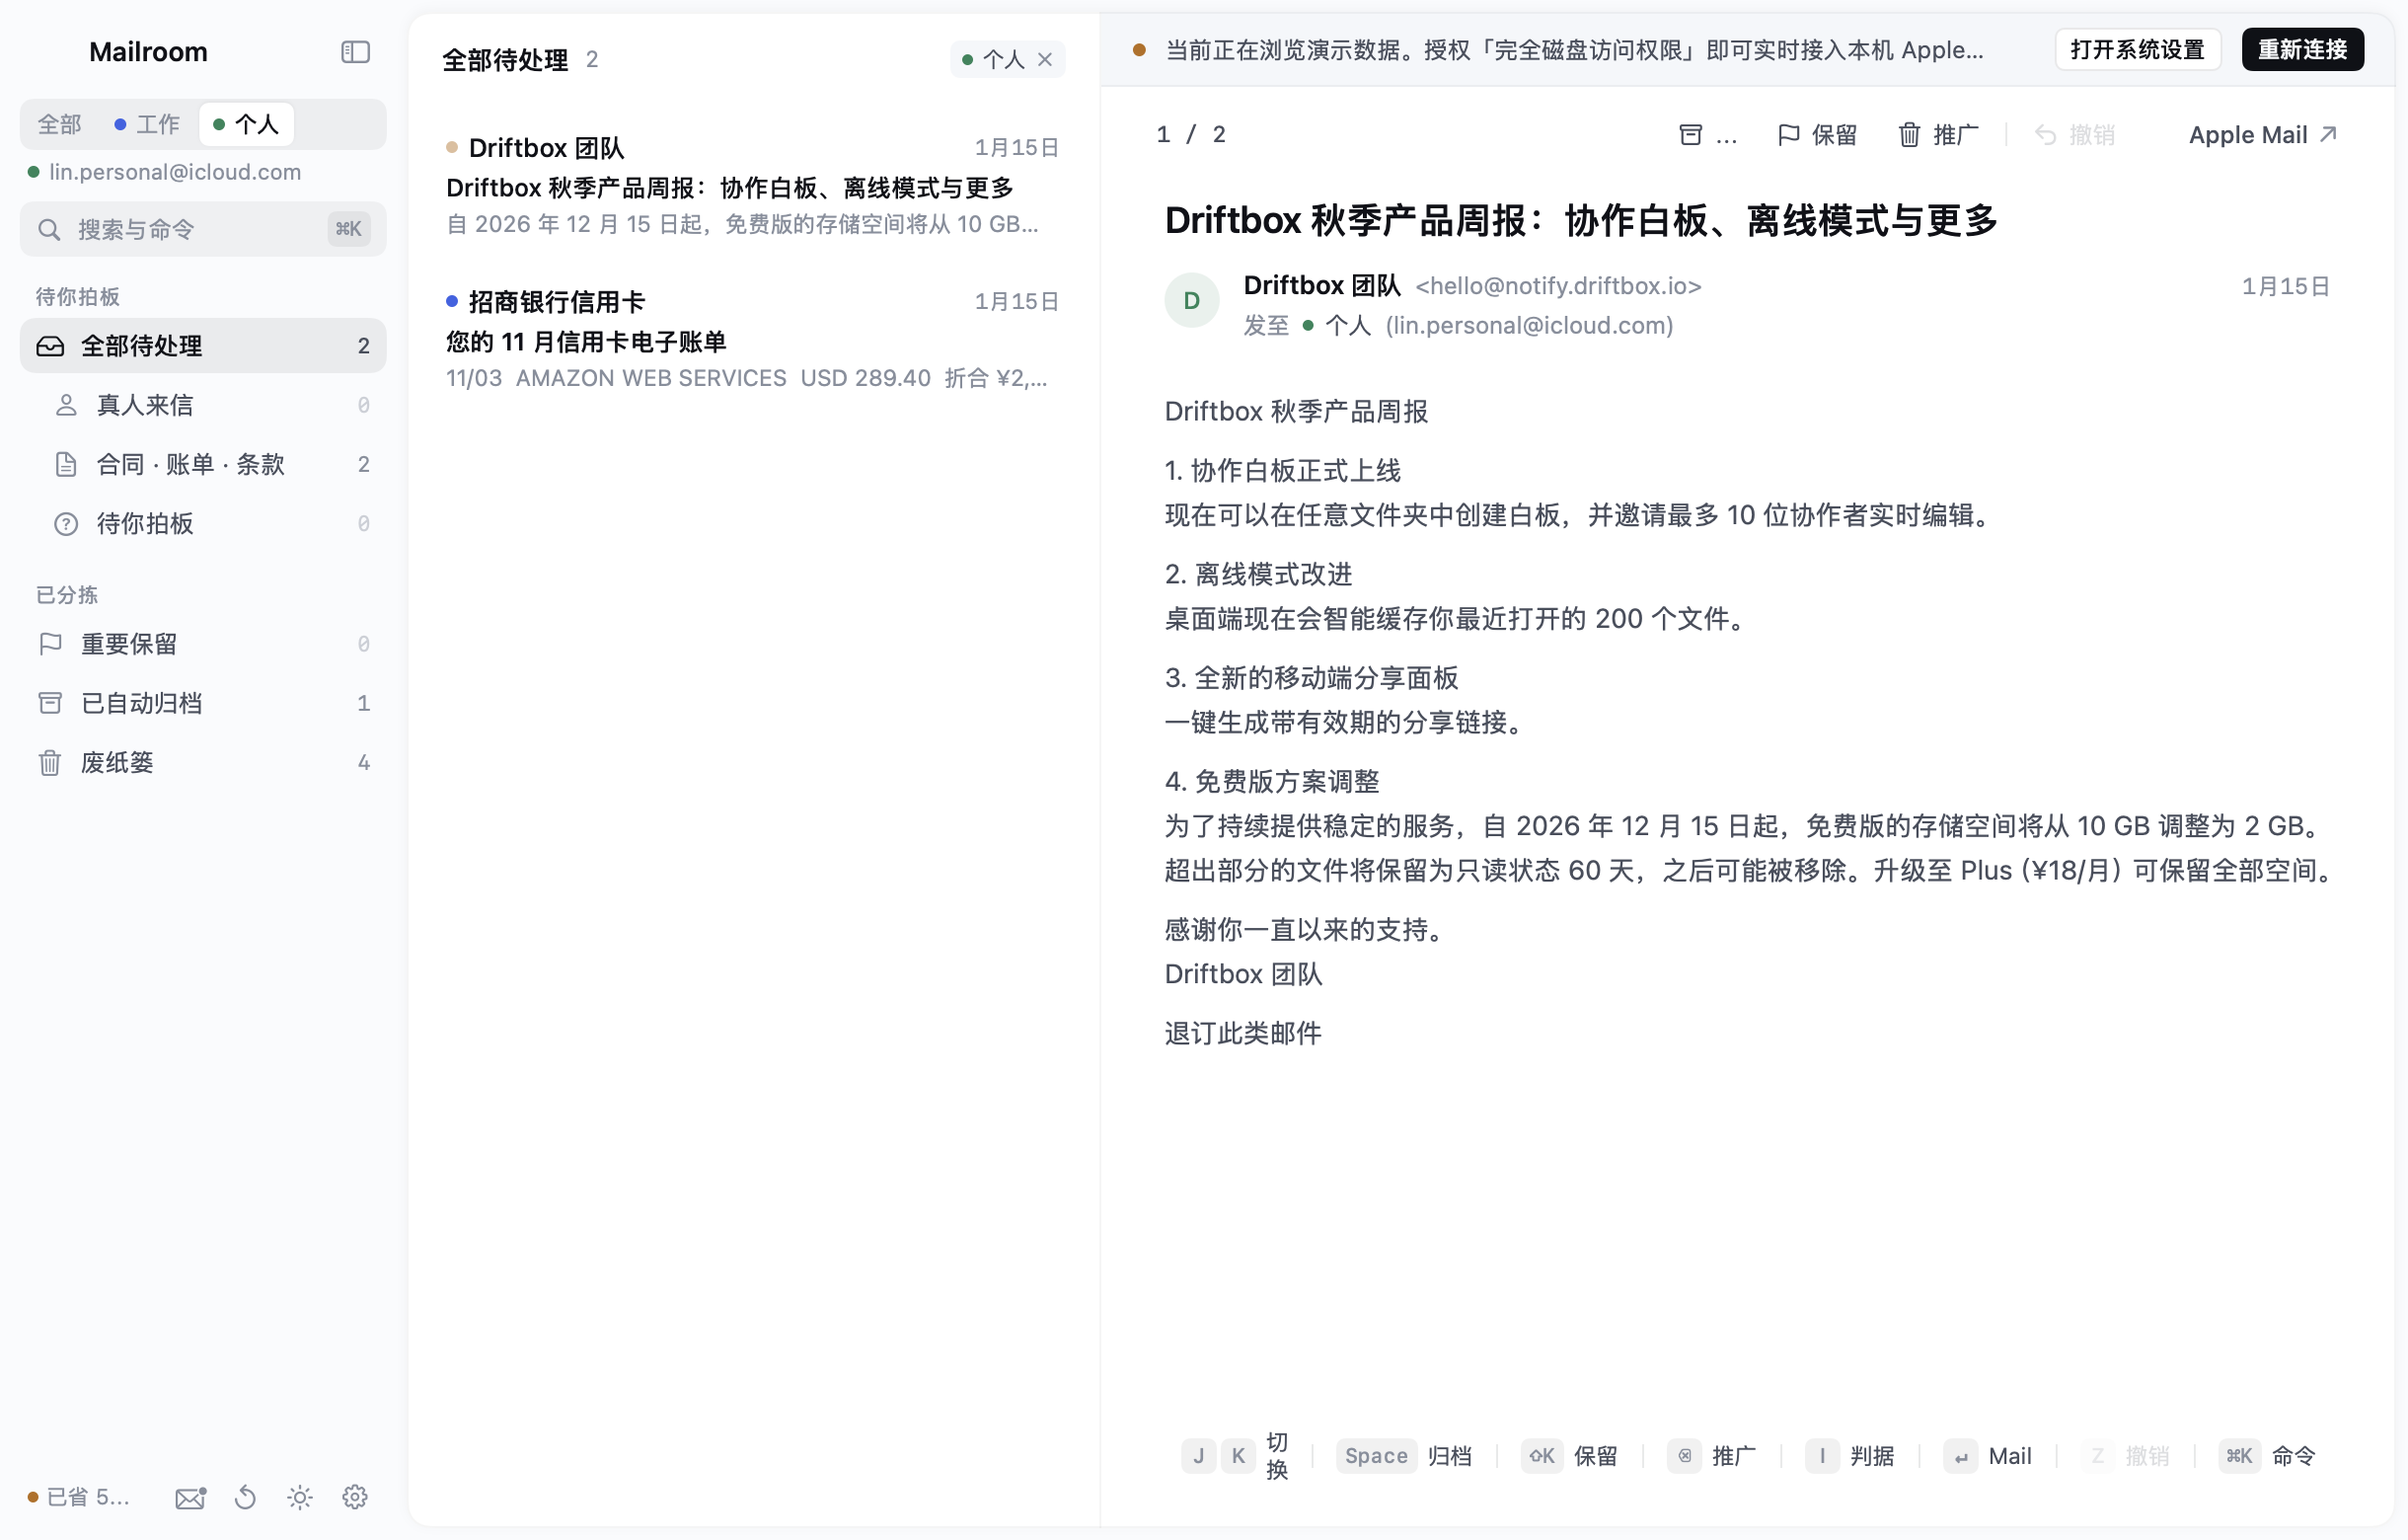 Mailroom
全部 工作 个人
lin.personal@icloud.com
搜索与命令 ⌘K
待你拍板
全部待处理 2
真人来信 0
合同 · 账单 · 条款 2
待你拍板 0
已分拣
重要保留 0
已自动归档 1
废纸篓 4
已省 5...
全部待处理 2 个人 ×
Driftbox 团队 1月15日
Driftbox 秋季产品周报：协作白板、离线模式与更多
自 2026 年 12 月 15 日起，免费版的存储空间将从 10 GB...
招商银行信用卡 1月15日
您的 11 月信用卡电子账单
11/03 AMAZON WEB SERVICES USD 289.40 折合 ¥2,...
当前正在浏览演示数据。授权「完全磁盘访问权限」即可实时接入本机 Apple... 打开系统设置 重新连接
1 / 2 ... 保留 推广 撤销 Apple Mail ↗
Driftbox 秋季产品周报：协作白板、离线模式与更多
D
Driftbox 团队 <hello@notify.driftbox.io> 1月15日
发至 个人 (lin.personal@icloud.com)
Driftbox 秋季产品周报
1. 协作白板正式上线
现在可以在任意文件夹中创建白板，并邀请最多 10 位协作者实时编辑。
2. 离线模式改进
桌面端现在会智能缓存你最近打开的 200 个文件。
3. 全新的移动端分享面板
一键生成带有效期的分享链接。
4. 免费版方案调整
为了持续提供稳定的服务，自 2026 年 12 月 15 日起，免费版的存储空间将从 10 GB 调整为 2 GB。
超出部分的文件将保留为只读状态 60 天，之后可能被移除。升级至 Plus (¥18/月) 可保留全部空间。
感谢你一直以来的支持。
Driftbox 团队
退订此类邮件
J K 切换 Space 归档 ⇧K 保留 ⌫ 推广 I 判据 ↵ Mail Z 撤销 ⌘K 命令